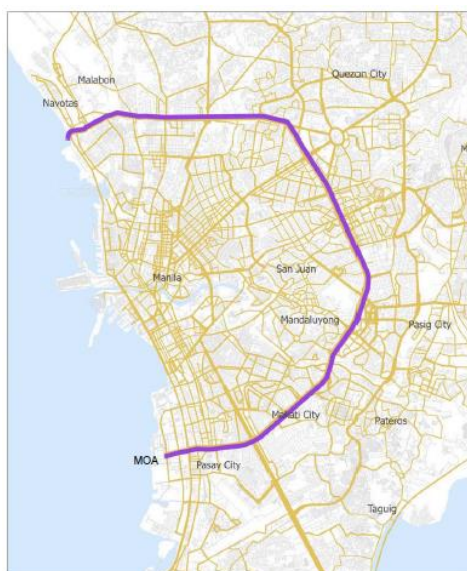 Malabon
Quezon City
Navotas
M
Manila
San Juan
Mandaluyong
Pasig City
Makati City
Pateros
MOA
Pasay City
Taguig